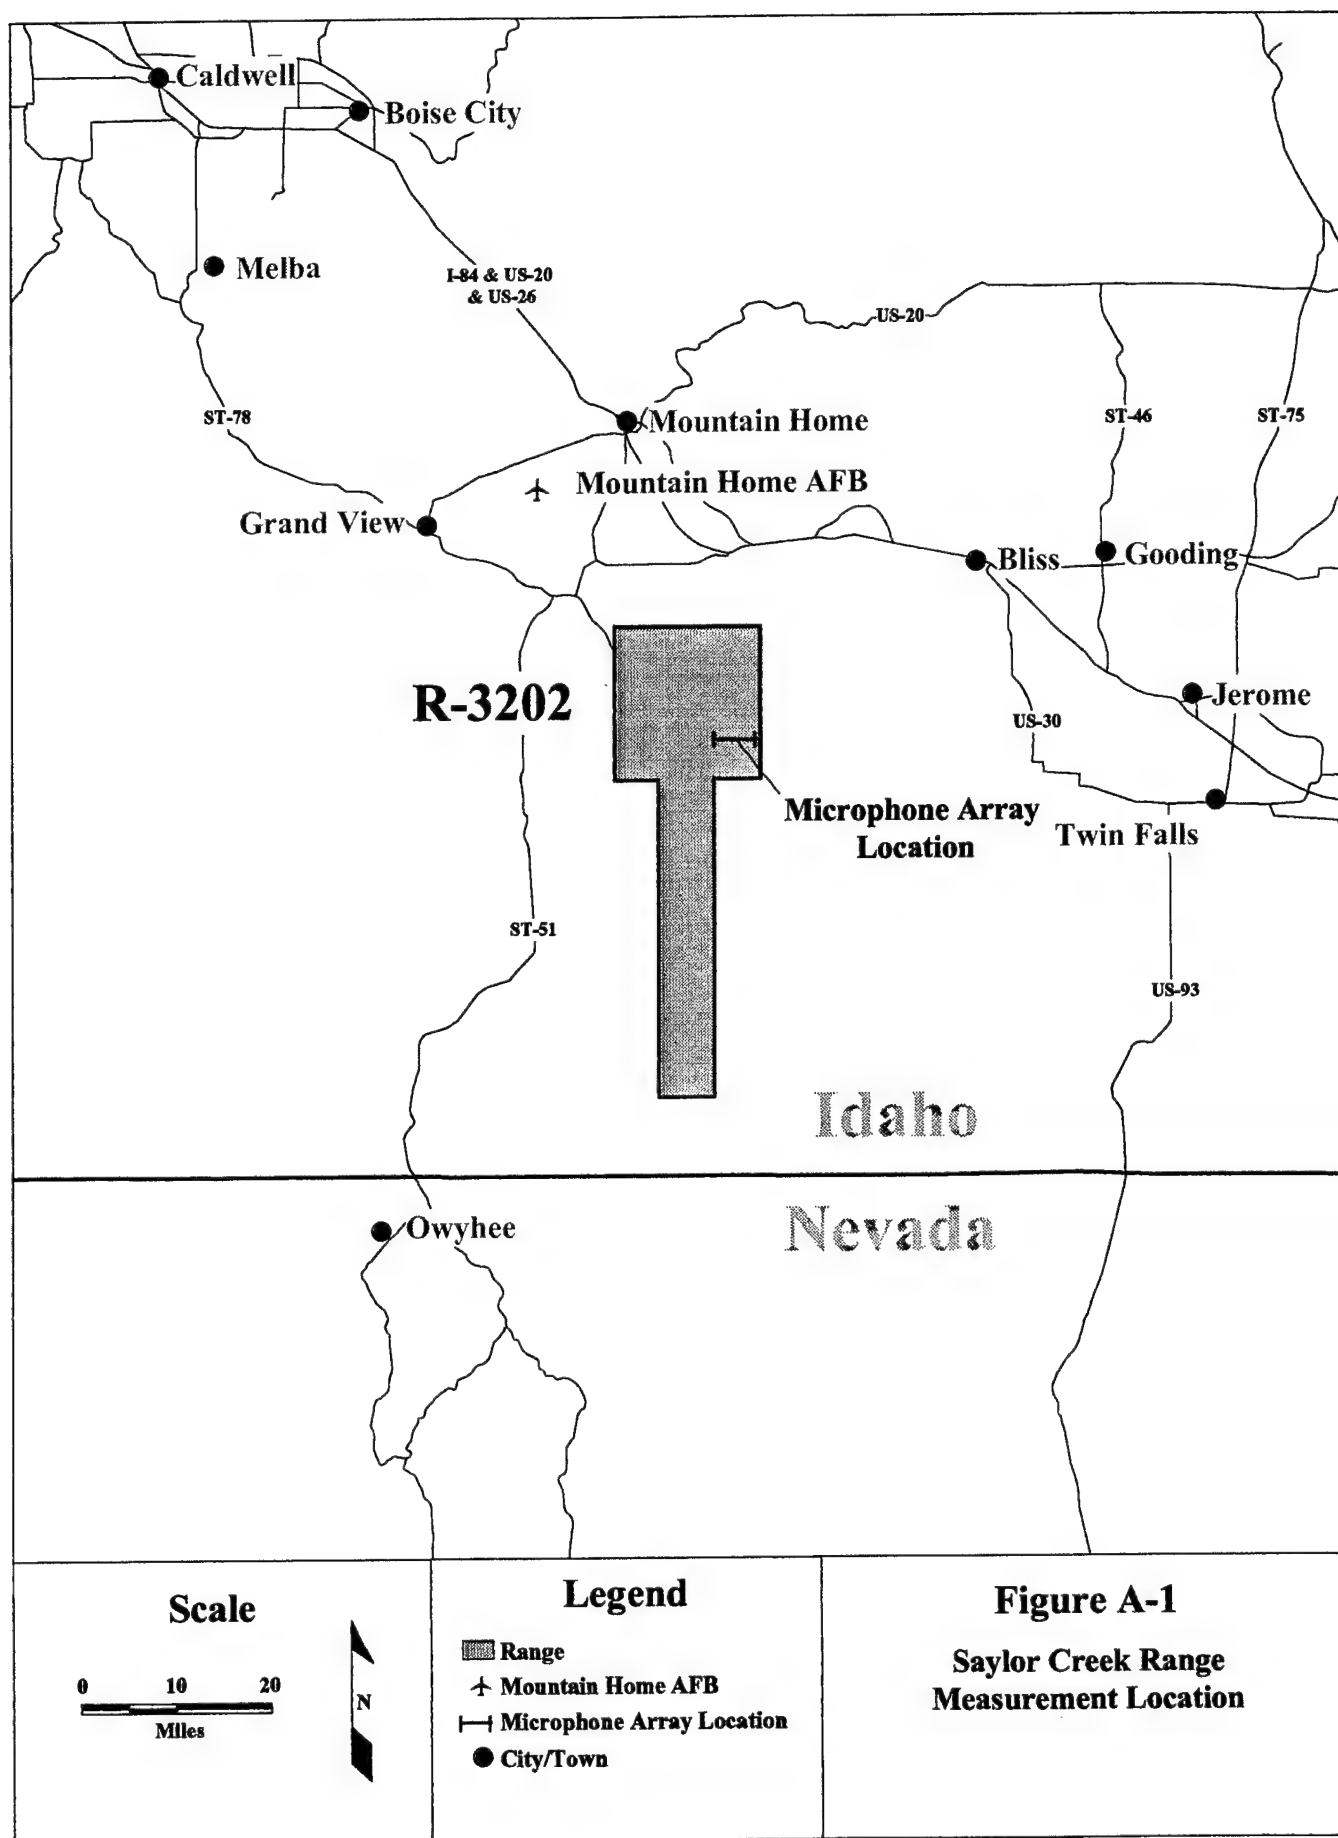 Caldwell
Boise City
Melba
I-84 & US-20
& US-26
US-20
ST-78
Mountain Home
ST-46
ST-75
Mountain Home AFB
Grand View
Bliss
Gooding
R-3202
Jerome
US-30
Microphone Array
Location
Twin Falls
ST-51
US-93
Idaho
Nevada
Owyhee
Scale
0 10 20
Miles
N
Legend
Range
Mountain Home AFB
Microphone Array Location
City/Town
Figure A-1
Saylor Creek Range
Measurement Location